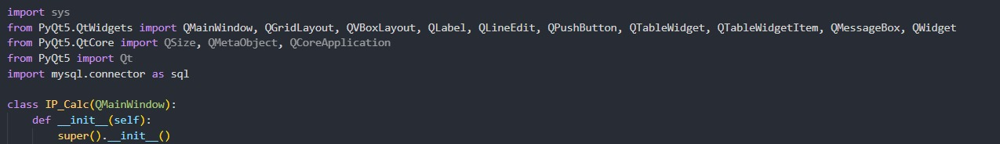 import sys
from PyQt5.QtWidgets import QMainWindow, QGridLayout, QVBoxLayout, QLabel, QLineEdit, QPushButton, QTableWidget, QTableWidgetItem, QMessageBox, QWidget
from PyQt5.QtCore import QSize, QMetaObject, QCoreApplication
from PyQt5 import Qt
import mysql.connector as sql

class IP_Calc(QMainWindow):
    def __init__(self):
        super().__init__()